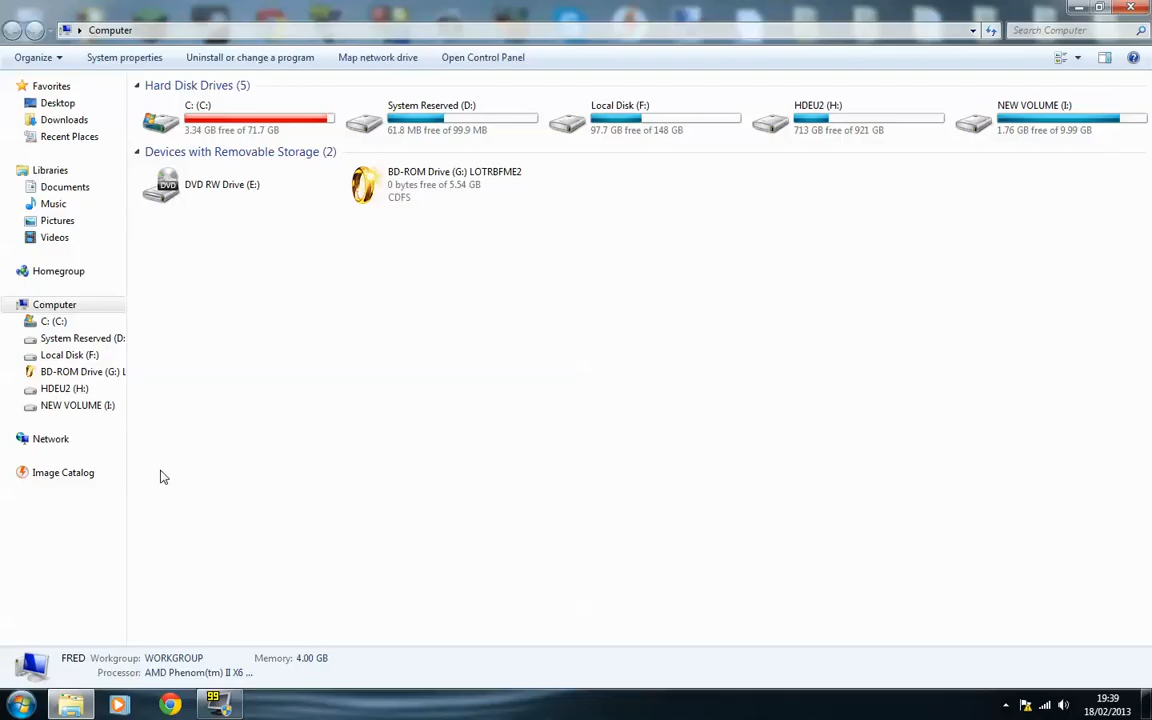 Computer
Search Computer
Organize
System properties
Uninstall or change a program
Map network drive
Open Control Panel
Favorites
Desktop
Downloads
Recent Places
Libraries
Documents
Music
Pictures
Videos
Homegroup
Computer
C: (C:)
System Reserved (D:
Local Disk (F:)
BD-ROM Drive (G:) L
HDEU2 (H:)
NEW VOLUME (I:)
Network
Image Catalog
Hard Disk Drives (5)
C: (C:)
3.34 GB free of 71.7 GB
System Reserved (D:)
61.8 MB free of 99.9 MB
Local Disk (F:)
97.7 GB free of 148 GB
HDEU2 (H:)
713 GB free of 921 GB
NEW VOLUME (I:)
1.76 GB free of 9.99 GB
Devices with Removable Storage (2)
DVD
DVD RW Drive (E:)
BD-ROM Drive (G:) LOTRBFME2
0 bytes free of 5.54 GB
CDFS
FRED Workgroup: WORKGROUP Memory: 4.00 GB
Processor: AMD Phenom(tm) II X6 ...
99
19:39
18/02/2013